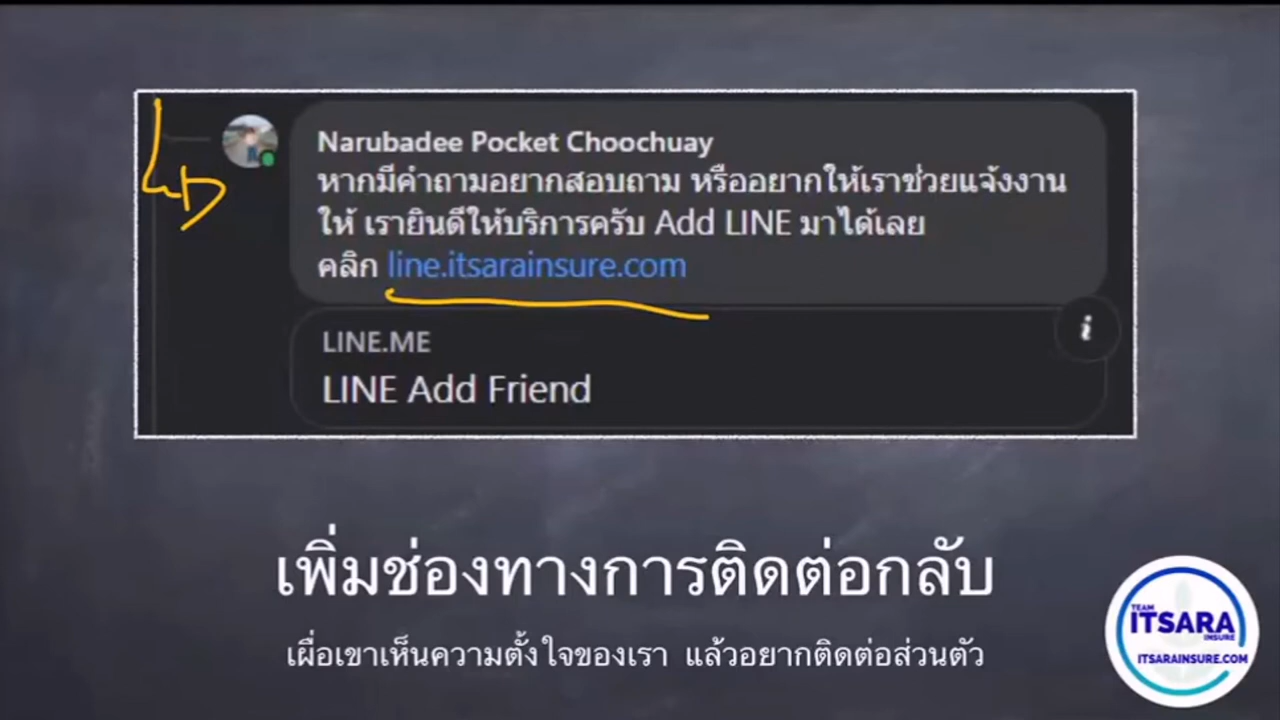 Narubadee Pocket Choochuay
หากมีคำถามอยากสอบถาม หรืออยากให้เราช่วยแจ้งงาน
ให้ เรายินดีให้บริการครับ Add LINE มาได้เลย
คลิก line.itsarainsure.com
LINE.ME
LINE Add Friend
เพิ่มช่องทางการติดต่อกลับ
เผื่อเขาเห็นความตั้งใจของเรา แล้วอยากติดต่อส่วนตัว
TEAM
ITSARA
INSURE
ITSARAINSURE.COM